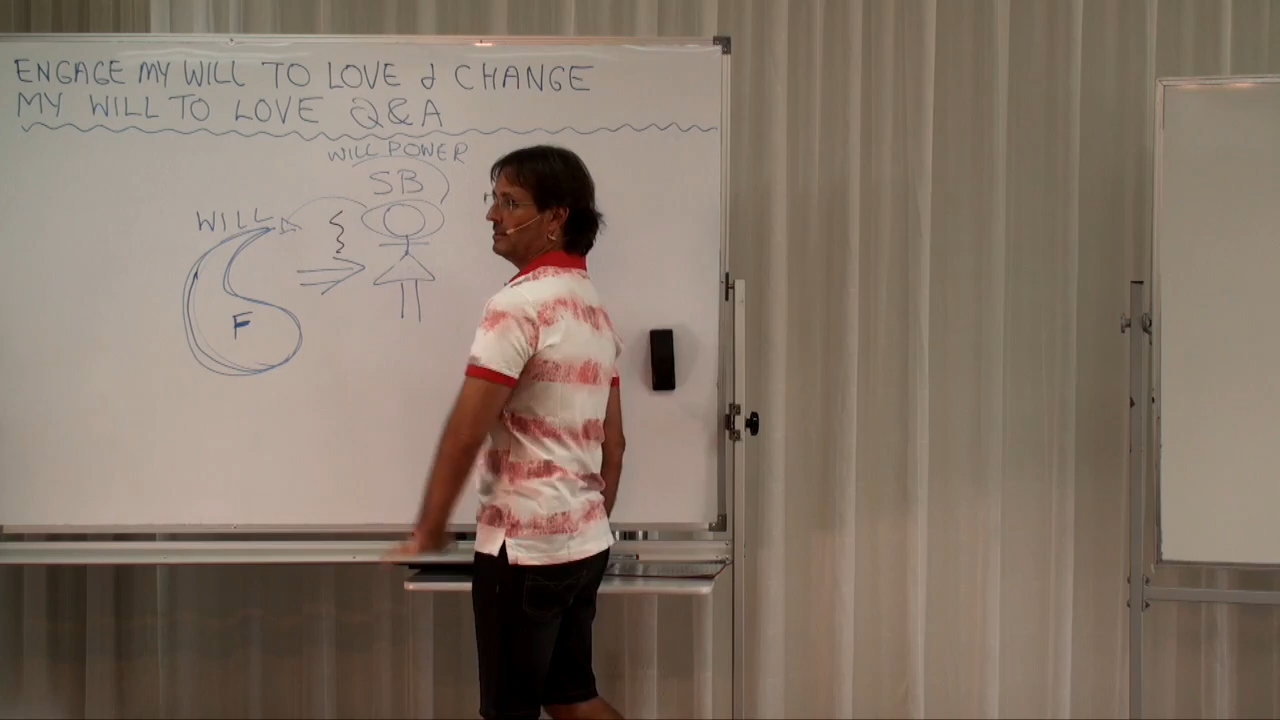 ENGAGE MY WILL TO LOVE & CHANGE
MY WILL TO LOVE Q&A
WILL POWER
SB
WILL
F